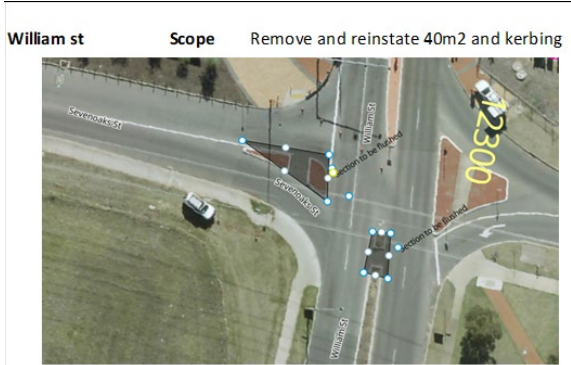 William st Scope Remove and reinstate 40m2 and kerbing
Sevenoaks St
William St
12300
Section to be flushed
Sevenoaks St
Section to be flushed
William St